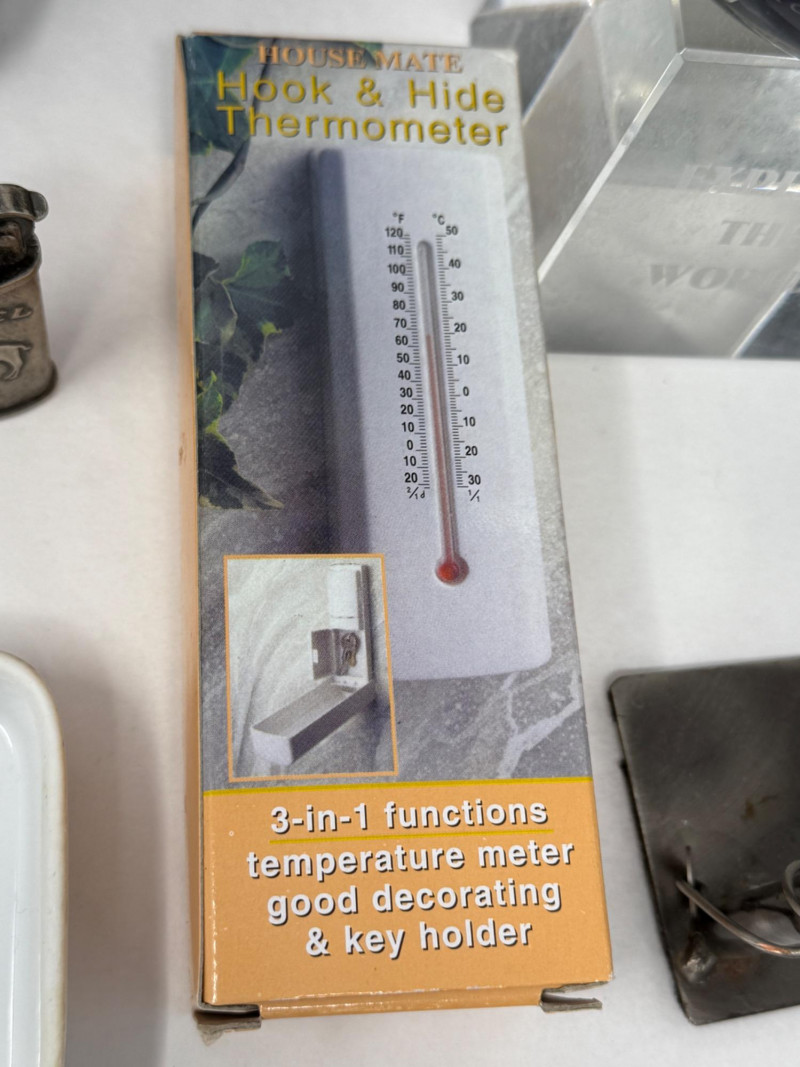 HOUSE MATE
Hook & Hide
Thermometer
°F °C
120 50
110
100 40
90
80 30
70
60 20
50 10
40
30 0
20
10 10
0
10 20
20 30
3-in-1 functions
temperature meter
good decorating
& key holder
TH